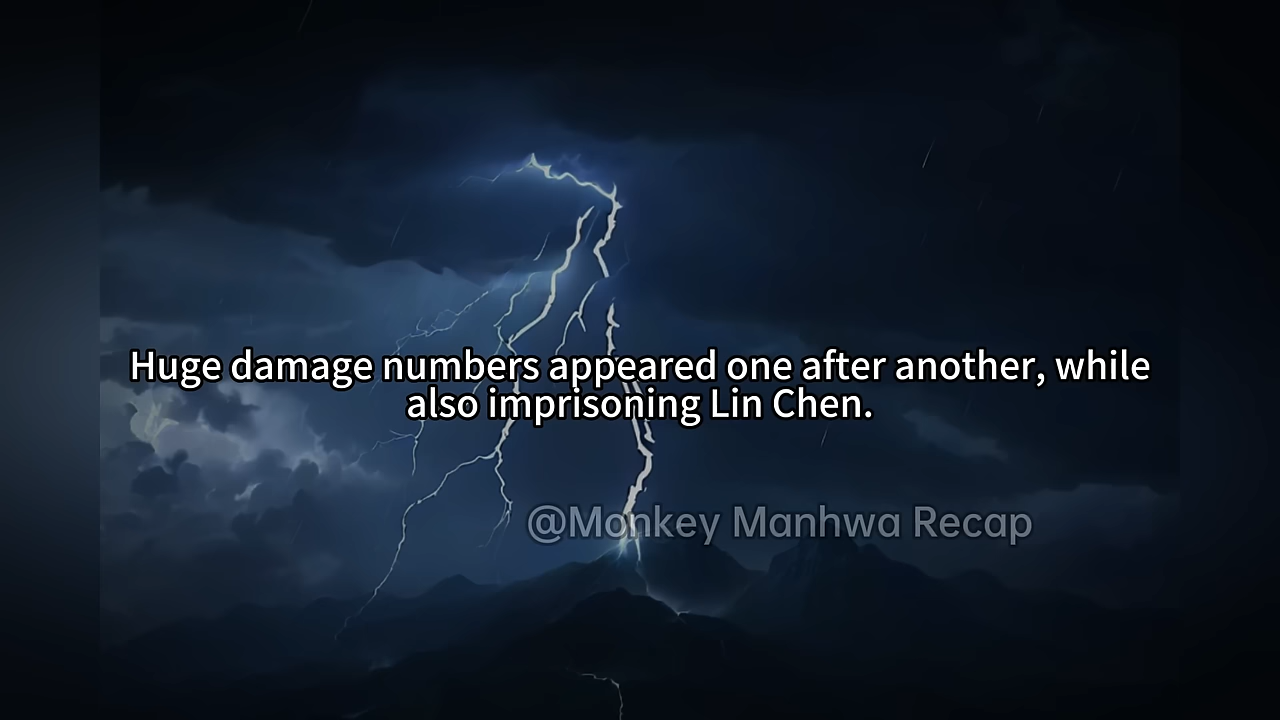 Huge damage numbers appeared one after another, while
also imprisoning Lin Chen.
@Monkey Manhwa Recap